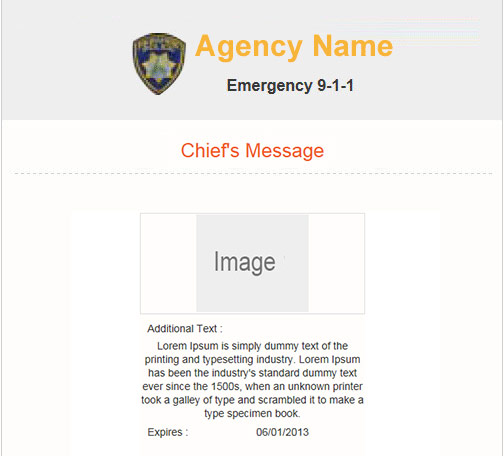 Agency Name
Emergency 9-1-1
Chief's Message
Image
Additional Text :
Lorem Ipsum is simply dummy text of the
printing and typesetting industry. Lorem Ipsum
has been the industry's standard dummy text
ever since the 1500s, when an unknown printer
took a galley of type and scrambled it to make a
type specimen book.
Expires : 06/01/2013